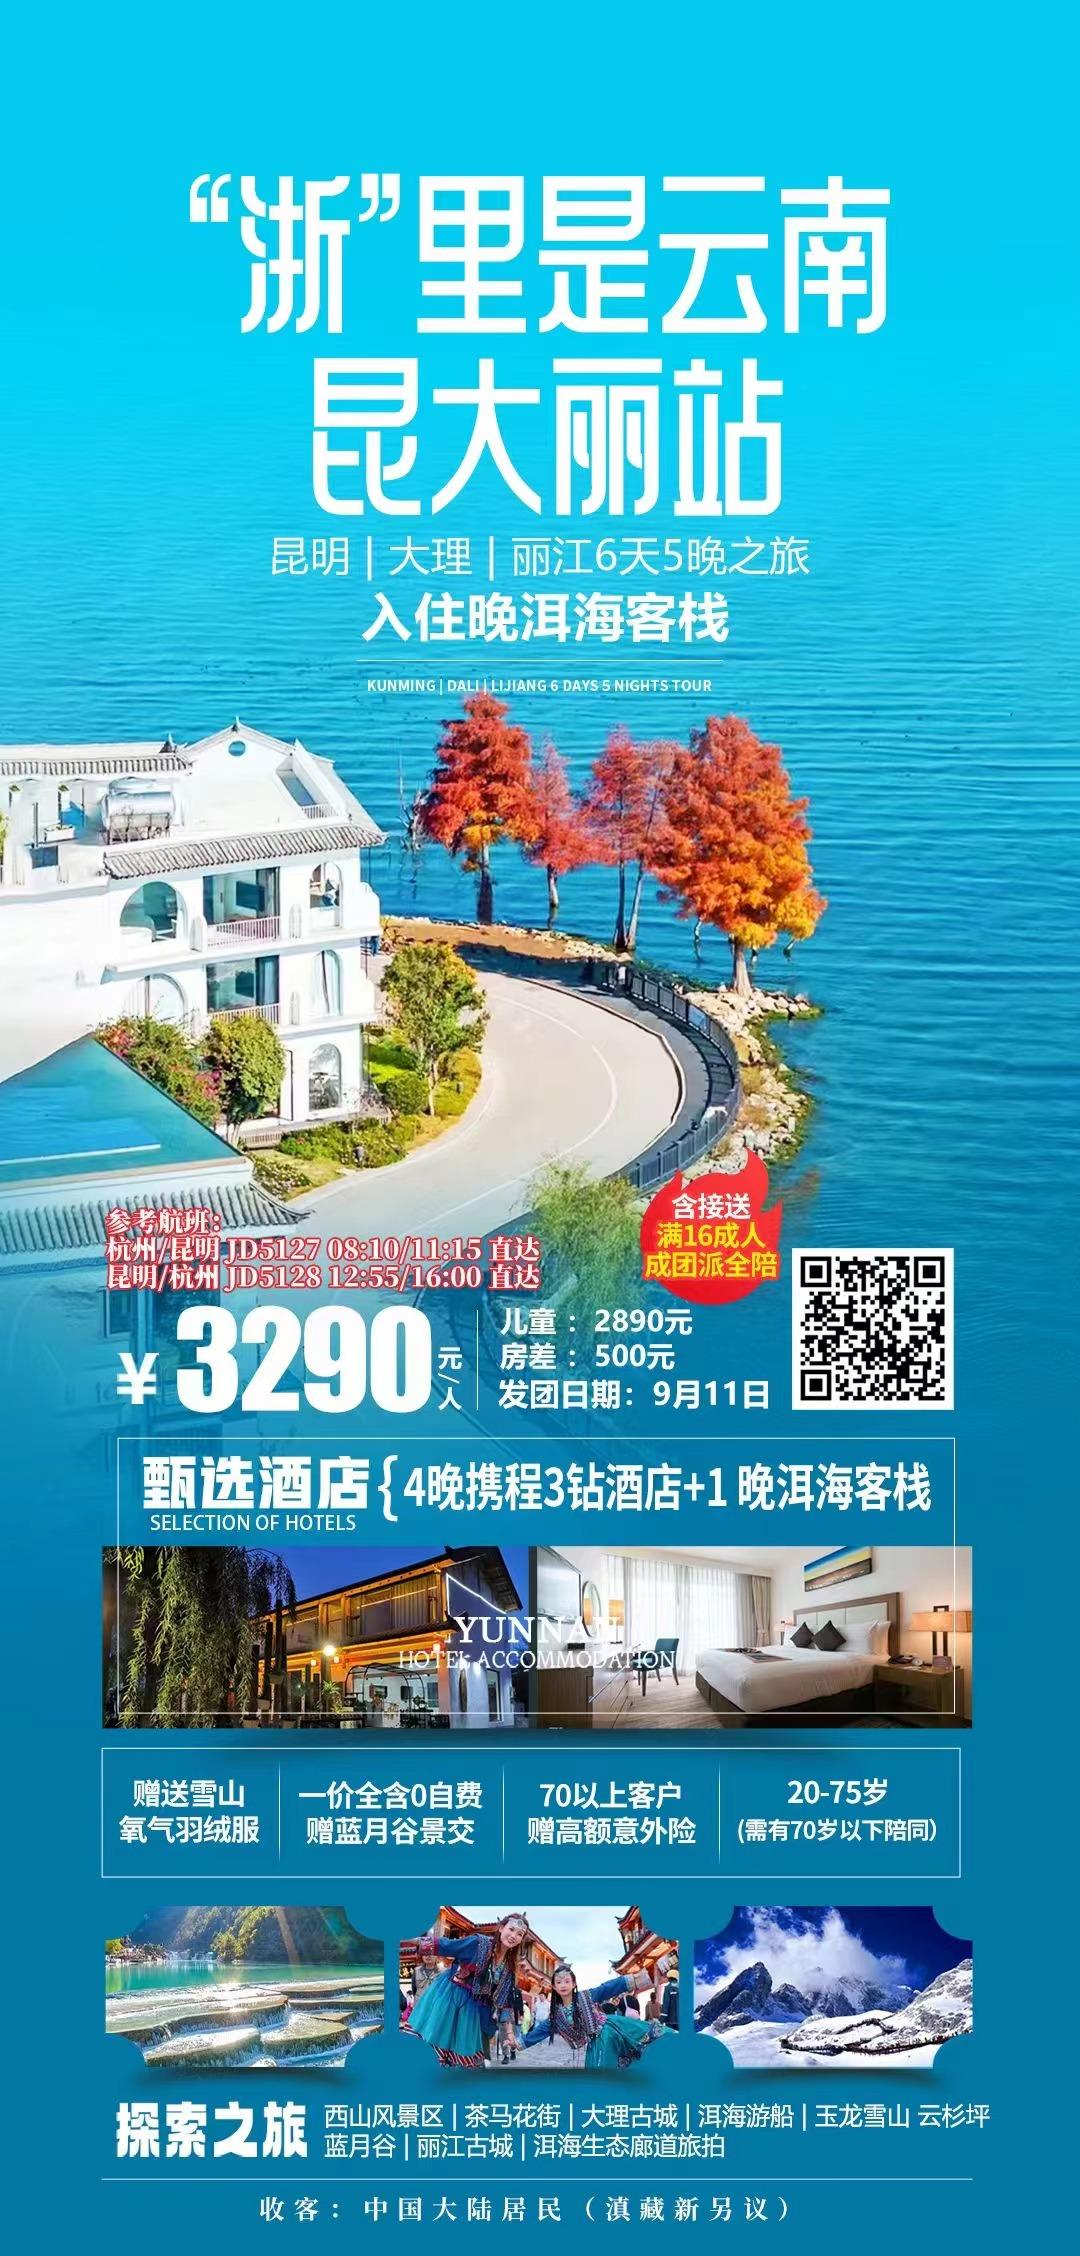 “浙”里是云南
昆大丽站
昆明 | 大理 | 丽江6天5晚之旅
入住晚洱海客栈
KUNMING | DALI | LIJIANG 6 DAYS 5 NIGHTS TOUR
参考航班：
杭州/昆明 JD5127 08:10/11:15 直达
昆明/杭州 JD5128 12:55/16:00 直达
含接送
满16成人
成团派全陪
¥3290元/人
儿童：2890元
房差：500元
发团日期：9月11日
甄选酒店{4晚携程3钻酒店+1 晚洱海客栈
SELECTION OF HOTELS
YUNNAN
HOTEL ACCOMMODATION
赠送雪山
氧气羽绒服
一价全含0自费
赠蓝月谷景交
70以上客户
赠高额意外险
20-75岁
(需有70岁以下陪同)
探索之旅
西山风景区 | 茶马花街 | 大理古城 | 洱海游船 | 玉龙雪山 云杉坪
蓝月谷 | 丽江古城 | 洱海生态廊道旅拍
收客：中国大陆居民（滇藏新另议）